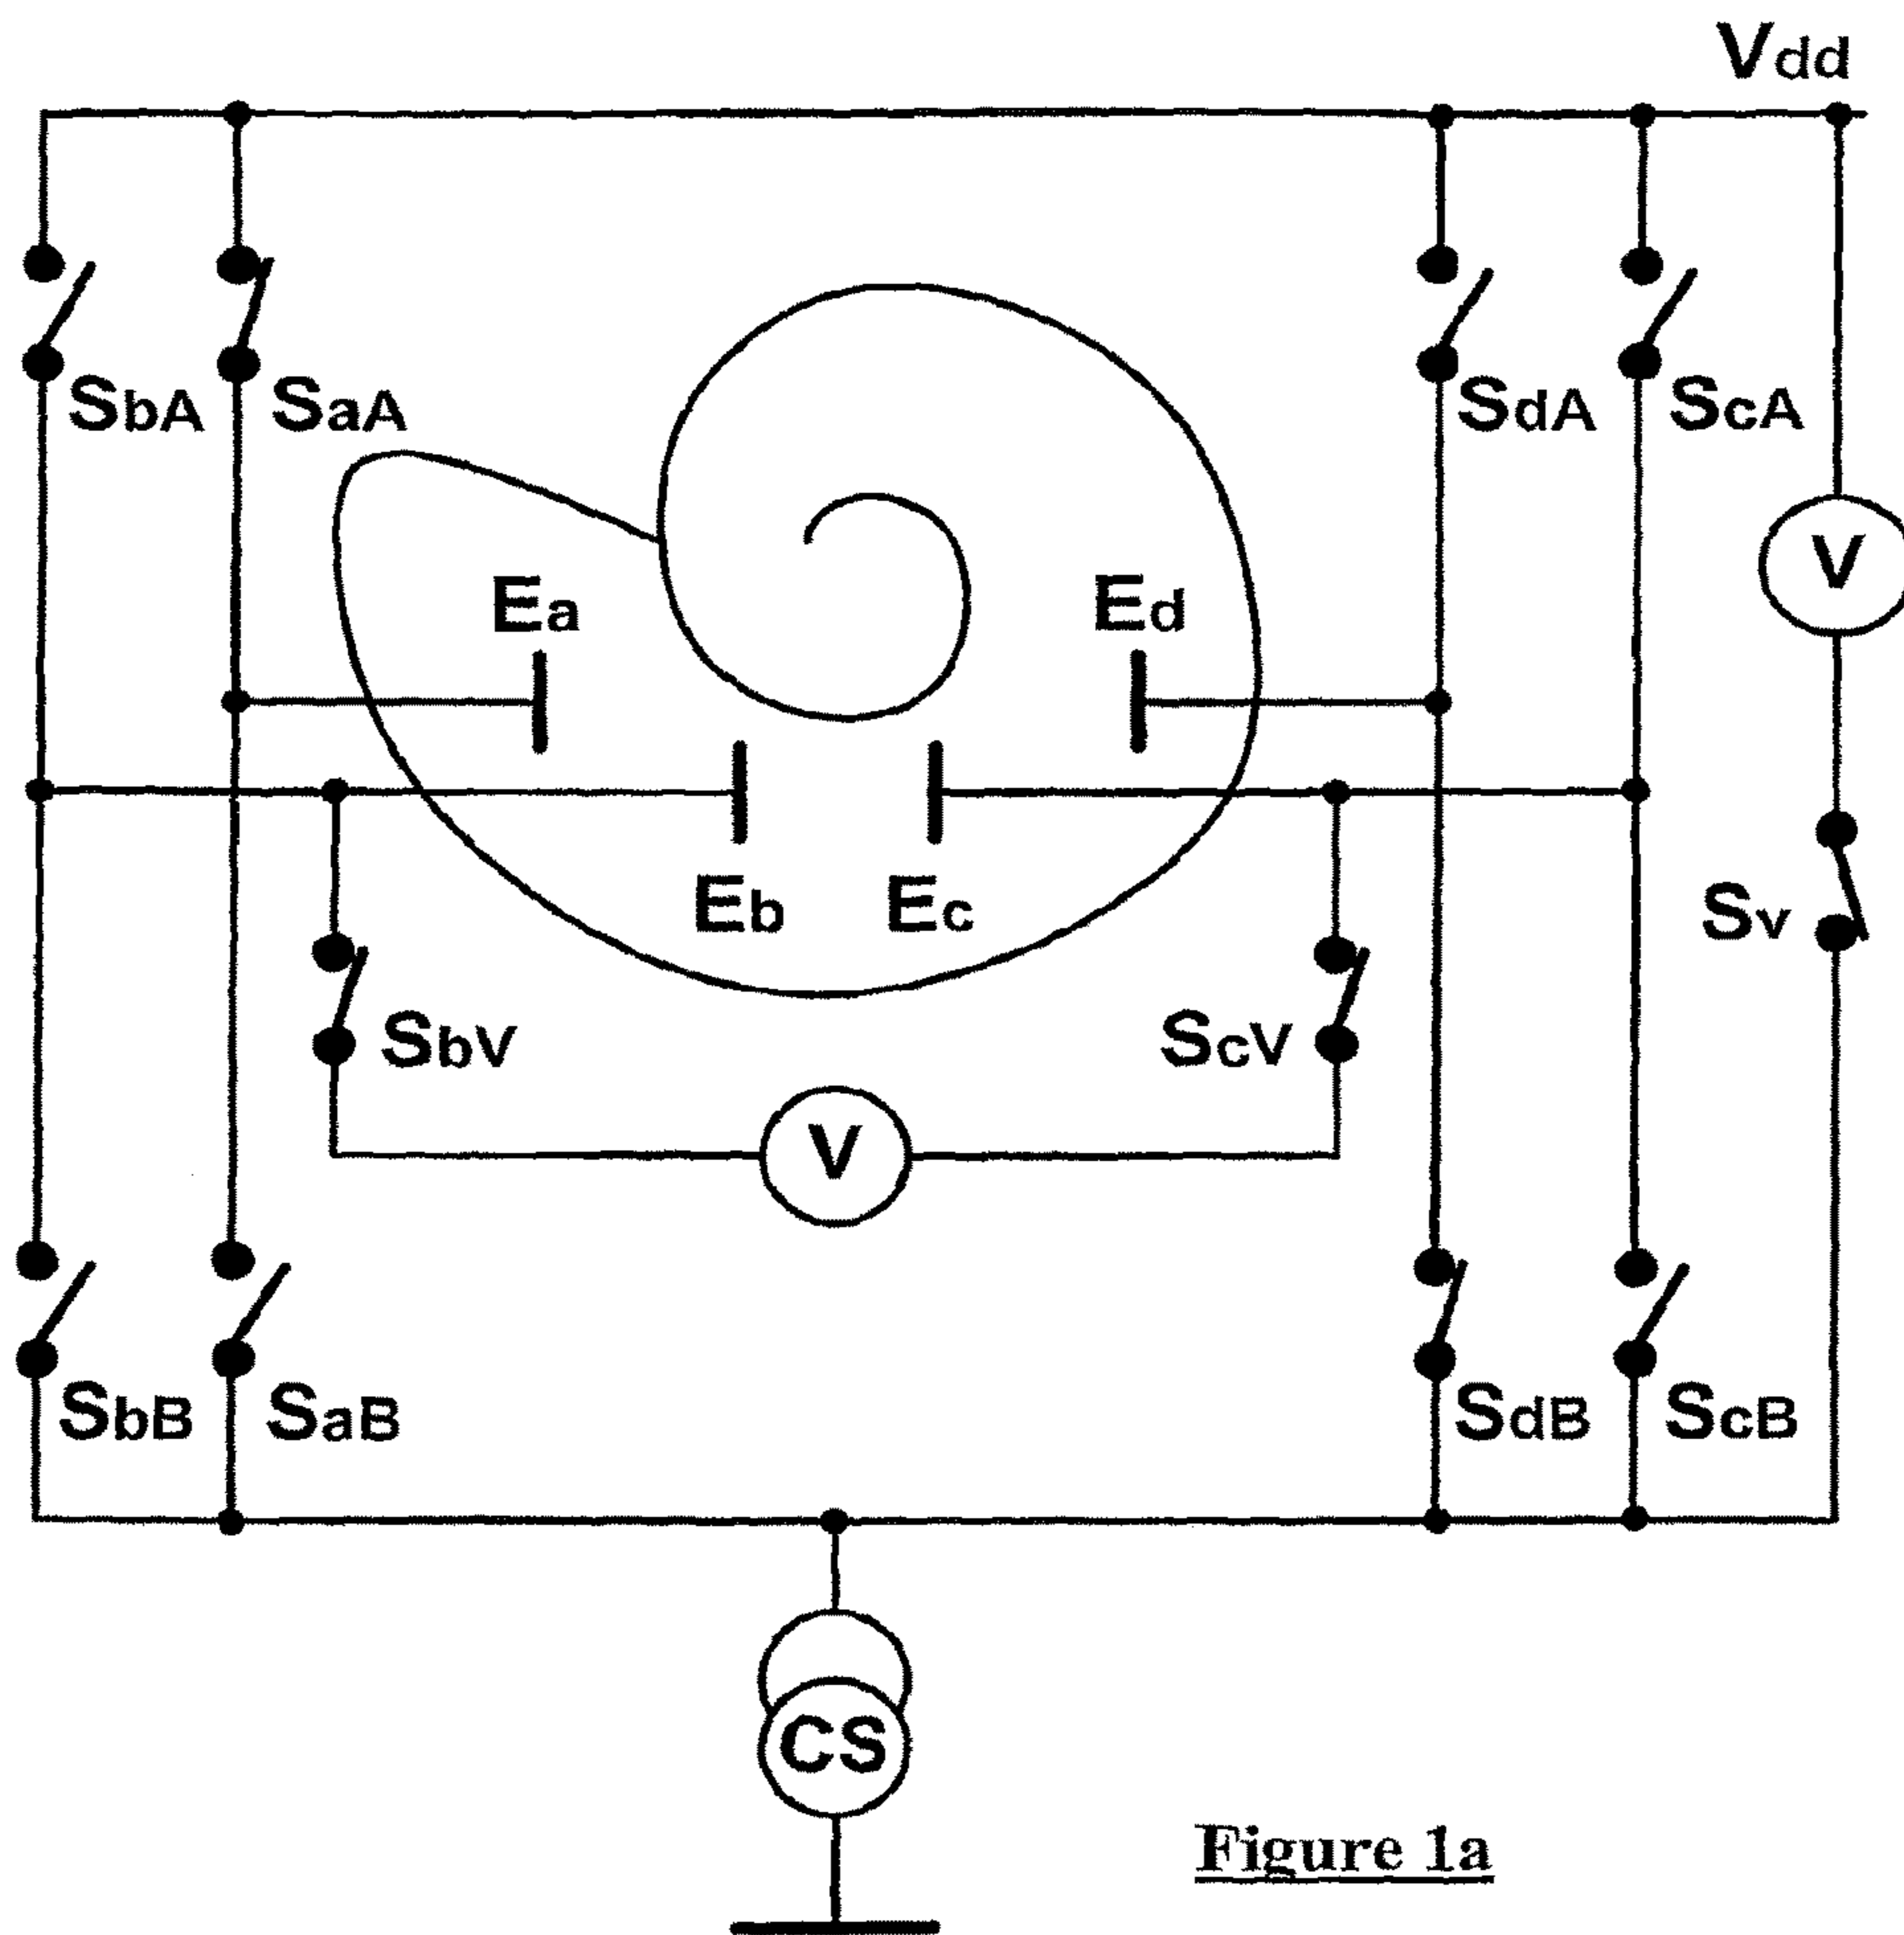 Vdd
SbA SaA SdA ScA
V
Ea Ed
Eb Ec Sv
SbV ScV
V
SbB SaB SdB ScB
CS
Figure 1a